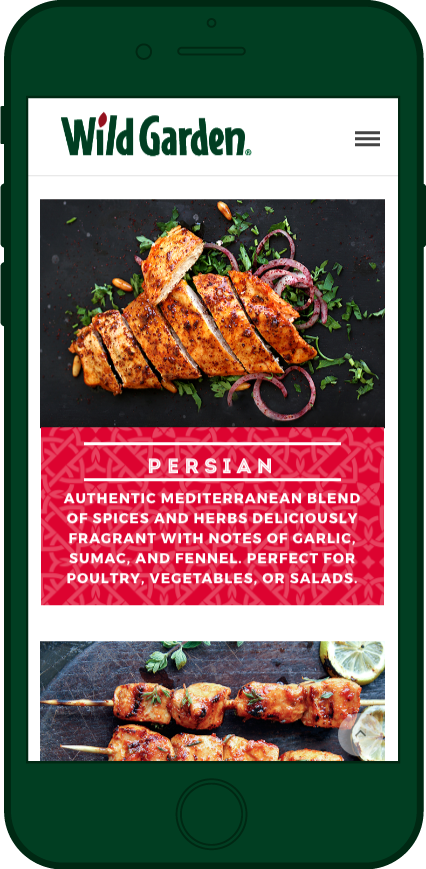 Wild Garden®
PERSIAN
AUTHENTIC MEDITERRANEAN BLEND
OF SPICES AND HERBS DELICIOUSLY
FRAGRANT WITH NOTES OF GARLIC,
SUMAC, AND FENNEL. PERFECT FOR
POULTRY, VEGETABLES, OR SALADS.